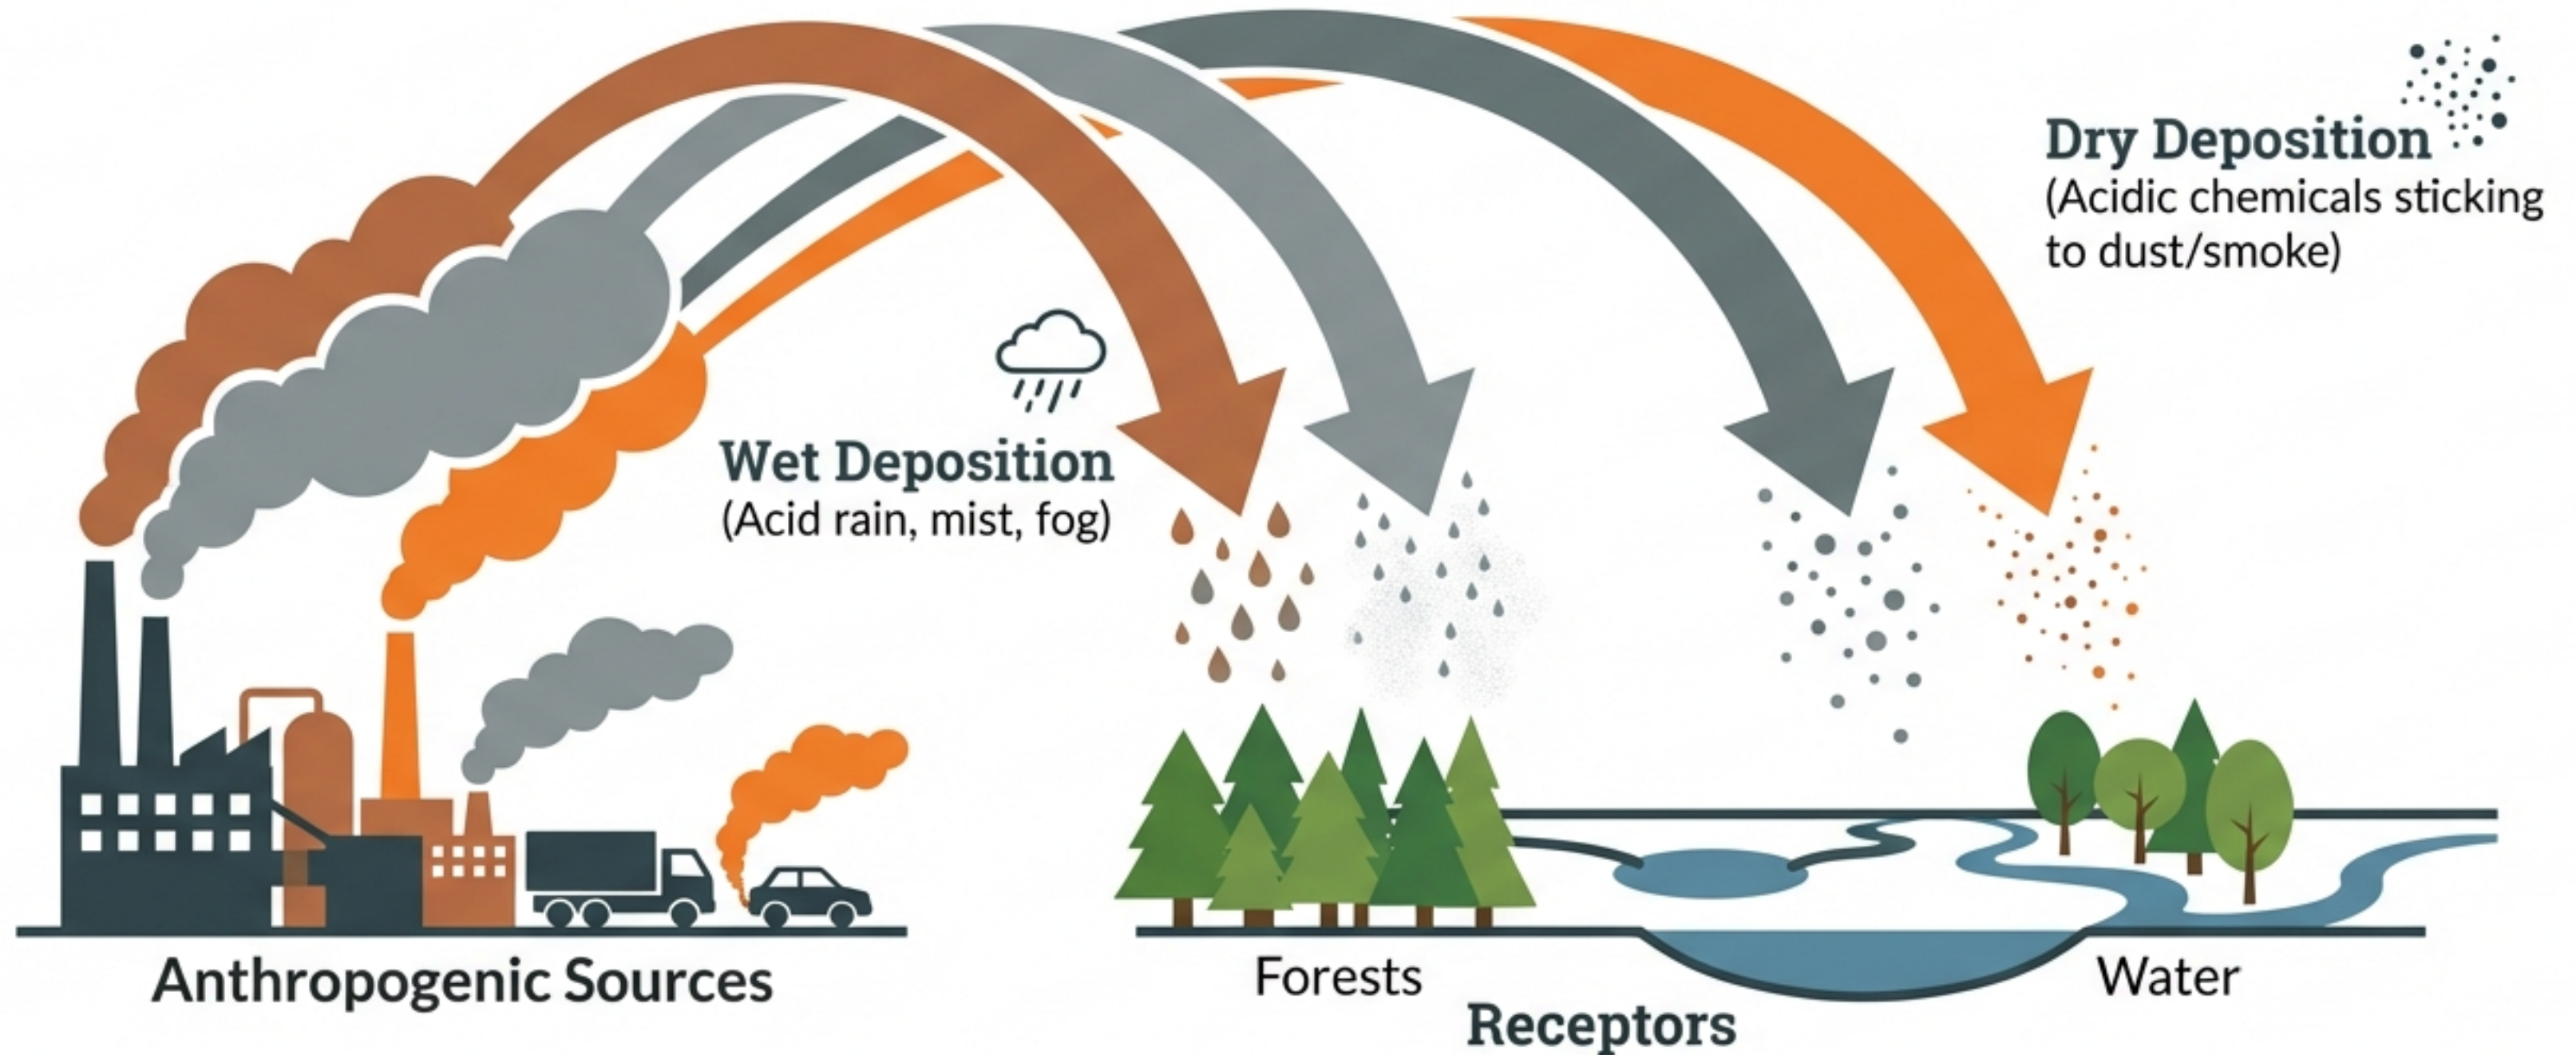 Dry Deposition
(Acidic chemicals sticking
to dust/smoke)
Wet Deposition
(Acid rain, mist, fog)
Anthropogenic Sources
Forests
Water
Receptors